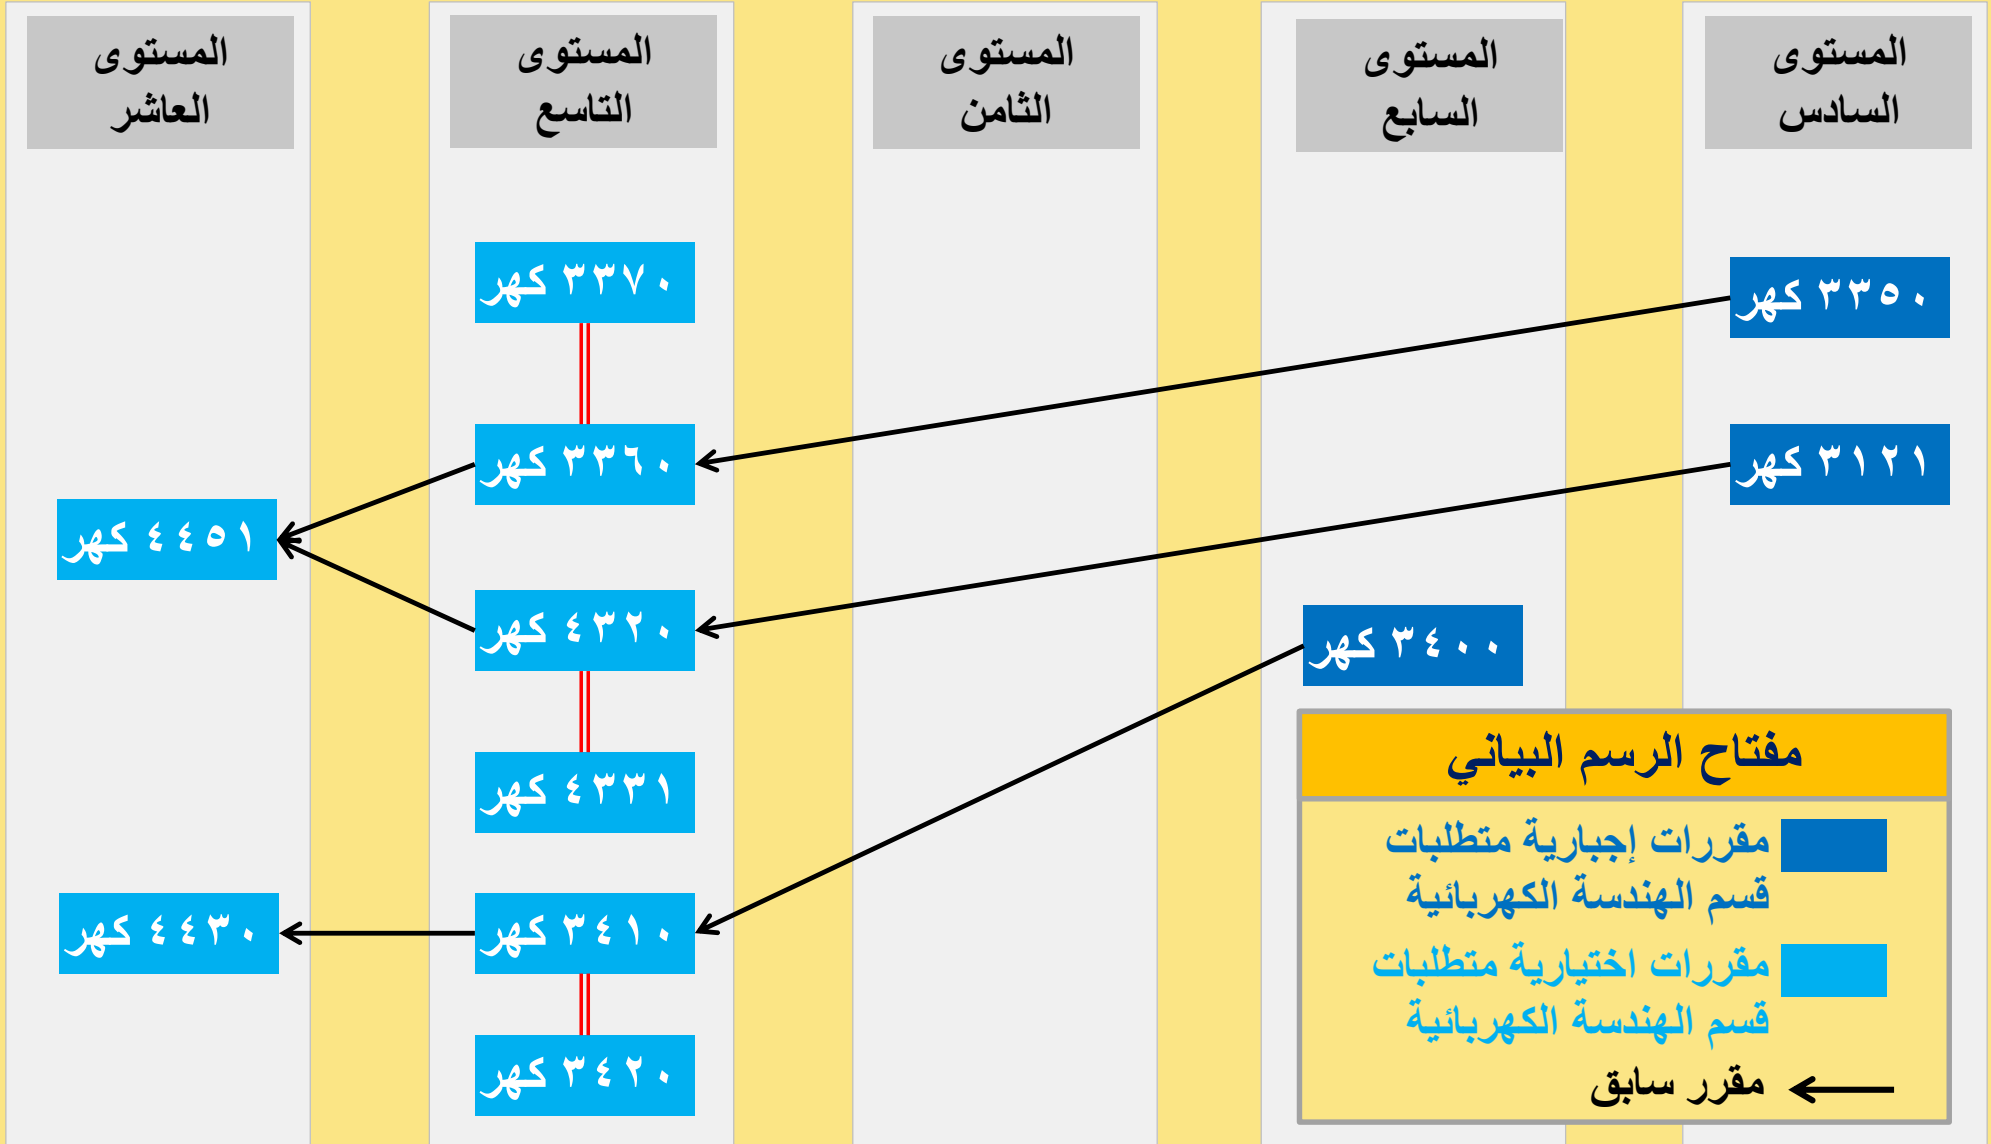 المستوى
السادس
المستوى
السابع
المستوى
الثامن
المستوى
التاسع
المستوى
العاشر
٣٣٥٠ كهر
٣١٢١ كهر
٣٤٠٠ كهر
٣٣٧٠ كهر
٣٣٦٠ كهر
٤٣٢٠ كهر
٤٣٣١ كهر
٣٤١٠ كهر
٣٤٢٠ كهر
٤٤٥١ كهر
٤٤٣٠ كهر
مفتاح الرسم البياني
مقررات إجبارية متطلبات
قسم الهندسة الكهربائية
مقررات اختيارية متطلبات
قسم الهندسة الكهربائية
مقرر سابق